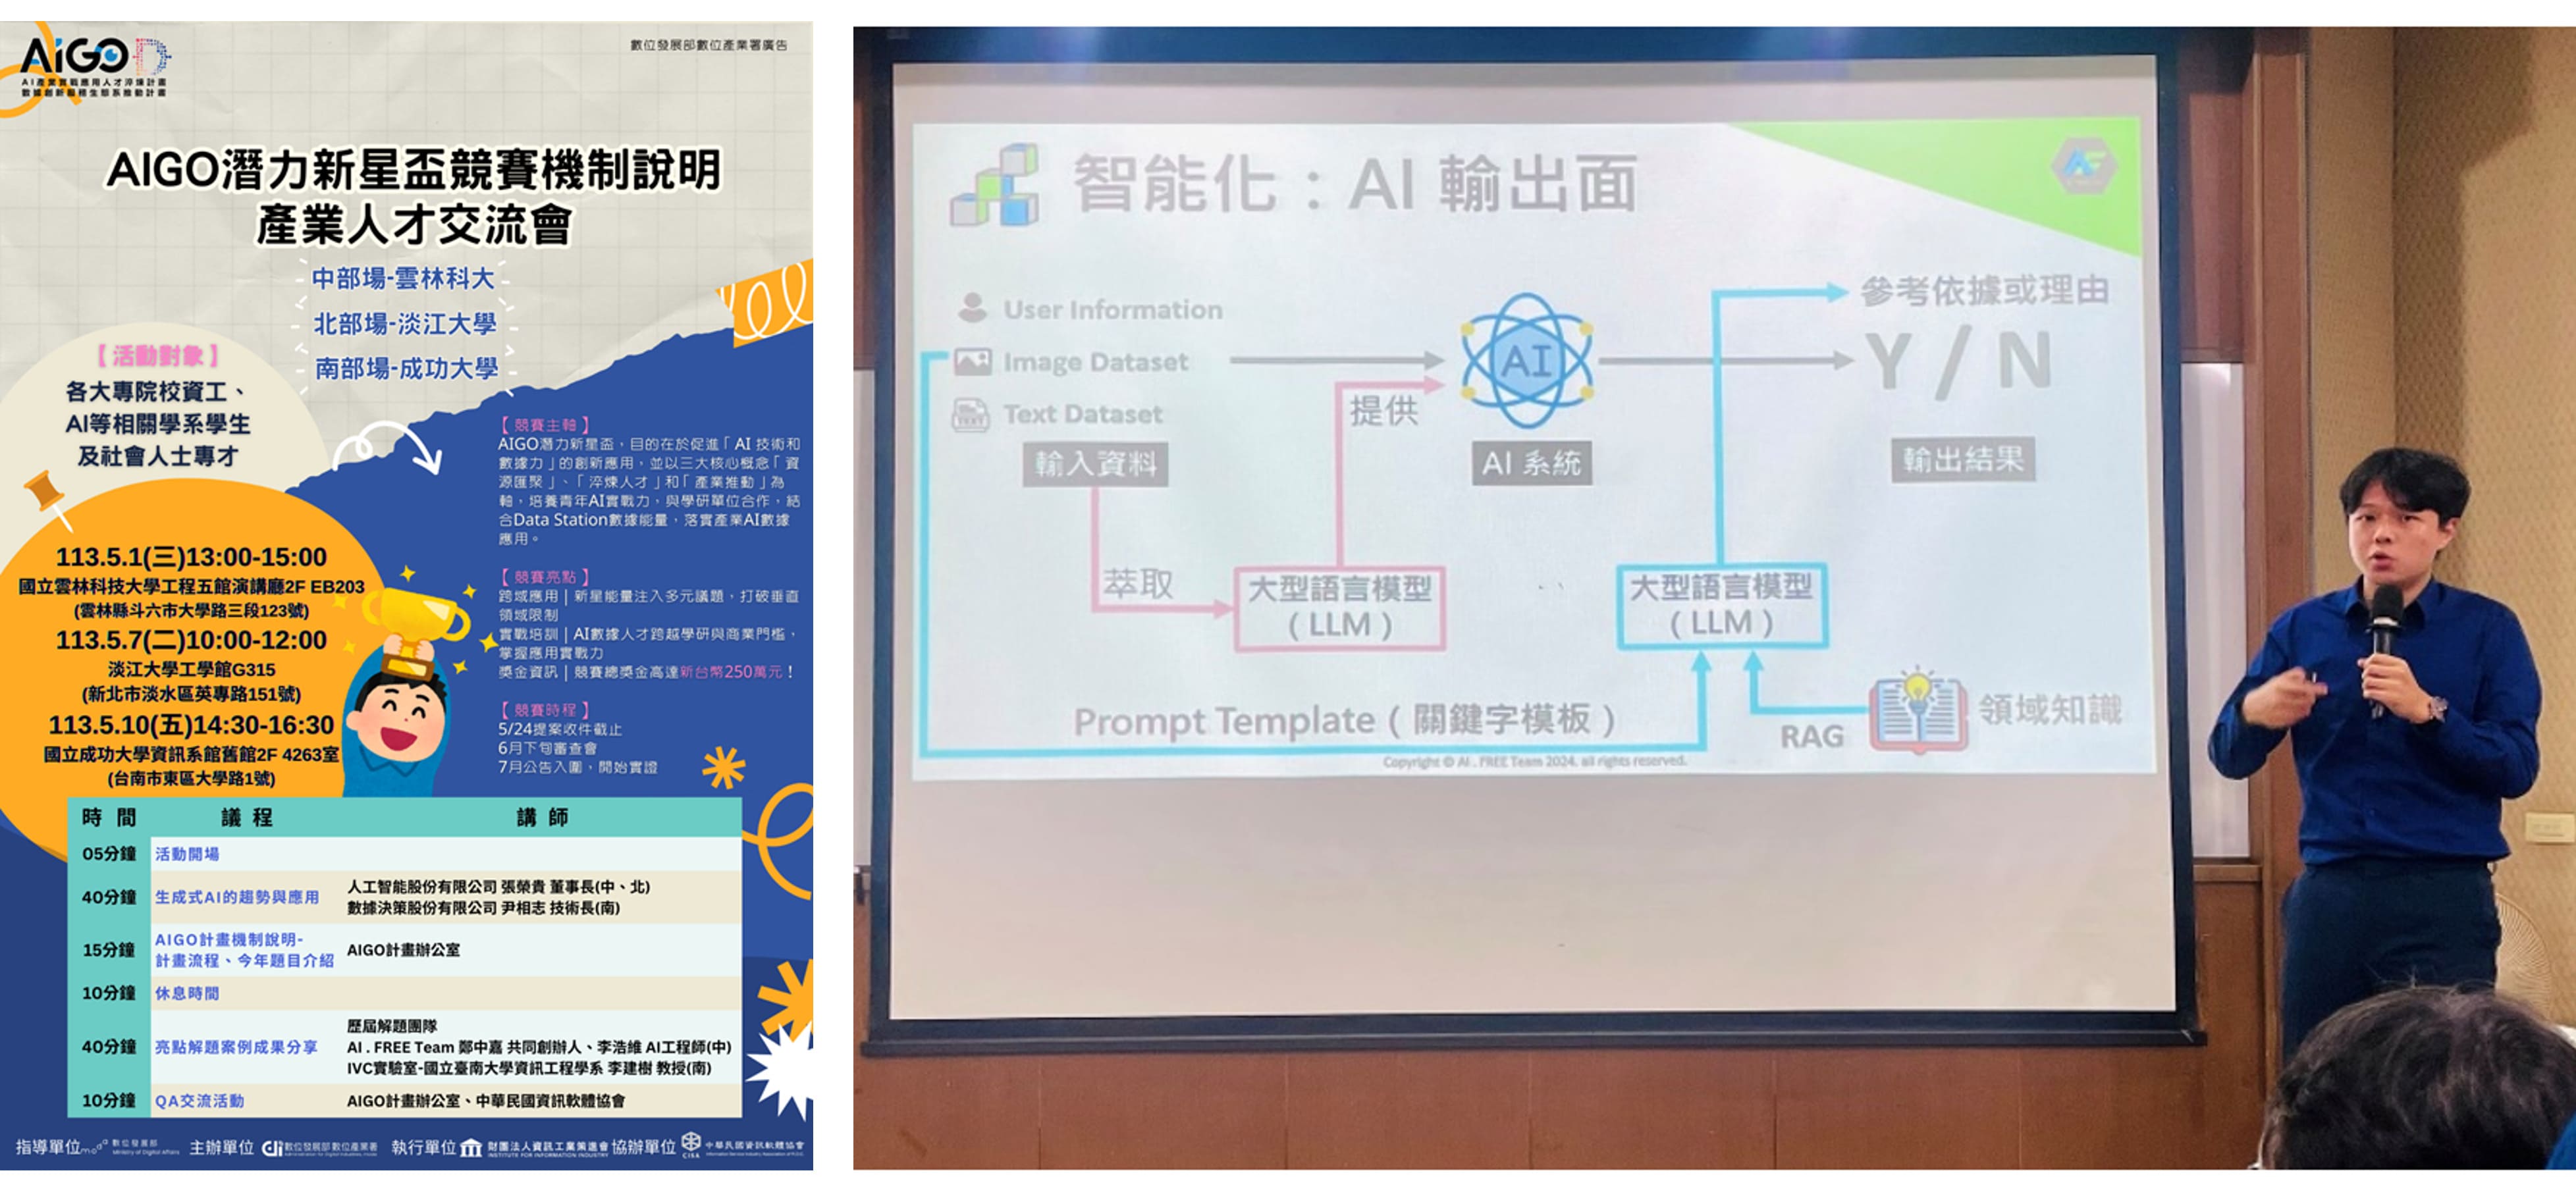 AIGO
AI產業實戰應用人才淬煉計畫
數據創新服務生態系推動計畫
數位發展部數位產業署廣告
AIGO潛力新星盃競賽機制說明
產業人才交流會
中部場-雲林科大
北部場-淡江大學
南部場-成功大學
【活動對象】
各大專院校資工、
AI等相關學系學生
及社會人士專才
113.5.1(三)13:00-15:00
國立雲林科技大學工程五館演講廳2F EB203
(雲林縣斗六市大學路三段123號)
113.5.7(二)10:00-12:00
淡江大學工學館G315
(新北市淡水區英專路151號)
113.5.10(五)14:30-16:30
國立成功大學資訊系館舊館2F 4263室
(台南市東區大學路1號)
【競賽主軸】
AIGO潛力新星盃，目的在於促進「AI 技術和
數據力」的創新應用，並以三大核心概念「資
源匯聚」、「淬煉人才」和「產業推動」為
軸，培養青年AI實戰力，與學研單位合作，結
合Data Station數據能量，落實產業AI數據
應用。
【競賽亮點】
跨域應用 | 新星能量注入多元議題，打破垂直
領域限制
實戰培訓 | AI數據人才跨越學研與商業門檻，
掌握應用實戰力
獎金資訊 | 競賽總獎金高達新台幣250萬元！
【競賽時程】
5/24提案收件截止
6月下旬審查會
7月公告入圍，開始實證
時 間 議 程 講 師
05分鐘 活動開場
40分鐘 生成式AI的趨勢與應用 人工智能股份有限公司 張榮貴 董事長(中、北)
數據決策股份有限公司 尹相志 技術長(南)
15分鐘 AIGO計畫機制說明-
計畫流程、今年題目介紹 AIGO計畫辦公室
10分鐘 休息時間
40分鐘 亮點解題案例成果分享 歷屆解題團隊
AI . FREE Team 鄭中嘉 共同創辦人、李浩維 AI工程師(中)
IVC實驗室-國立臺南大學資訊工程學系 李建樹 教授(南)
10分鐘 QA交流活動 AIGO計畫辦公室、中華民國資訊軟體協會
指導單位 moda 數位發展部 Ministry of Digital Affairs 主辦單位 數位發展部數位產業署 執行單位 財團法人資訊工業策進會 INSTITUTE FOR INFORMATION INDUSTRY 協辦單位 CISA 中華民國資訊軟體協會
智能化：AI 輸出面
User Information
Image Dataset
Text Dataset
輸入資料
提供
AI
AI 系統
參考依據或理由
Y / N
輸出結果
萃取
大型語言模型
（LLM）
大型語言模型
（LLM）
Prompt Template（關鍵字模板）
RAG
領域知識
Copyright © AI . FREE Team 2024. all rights reserved.